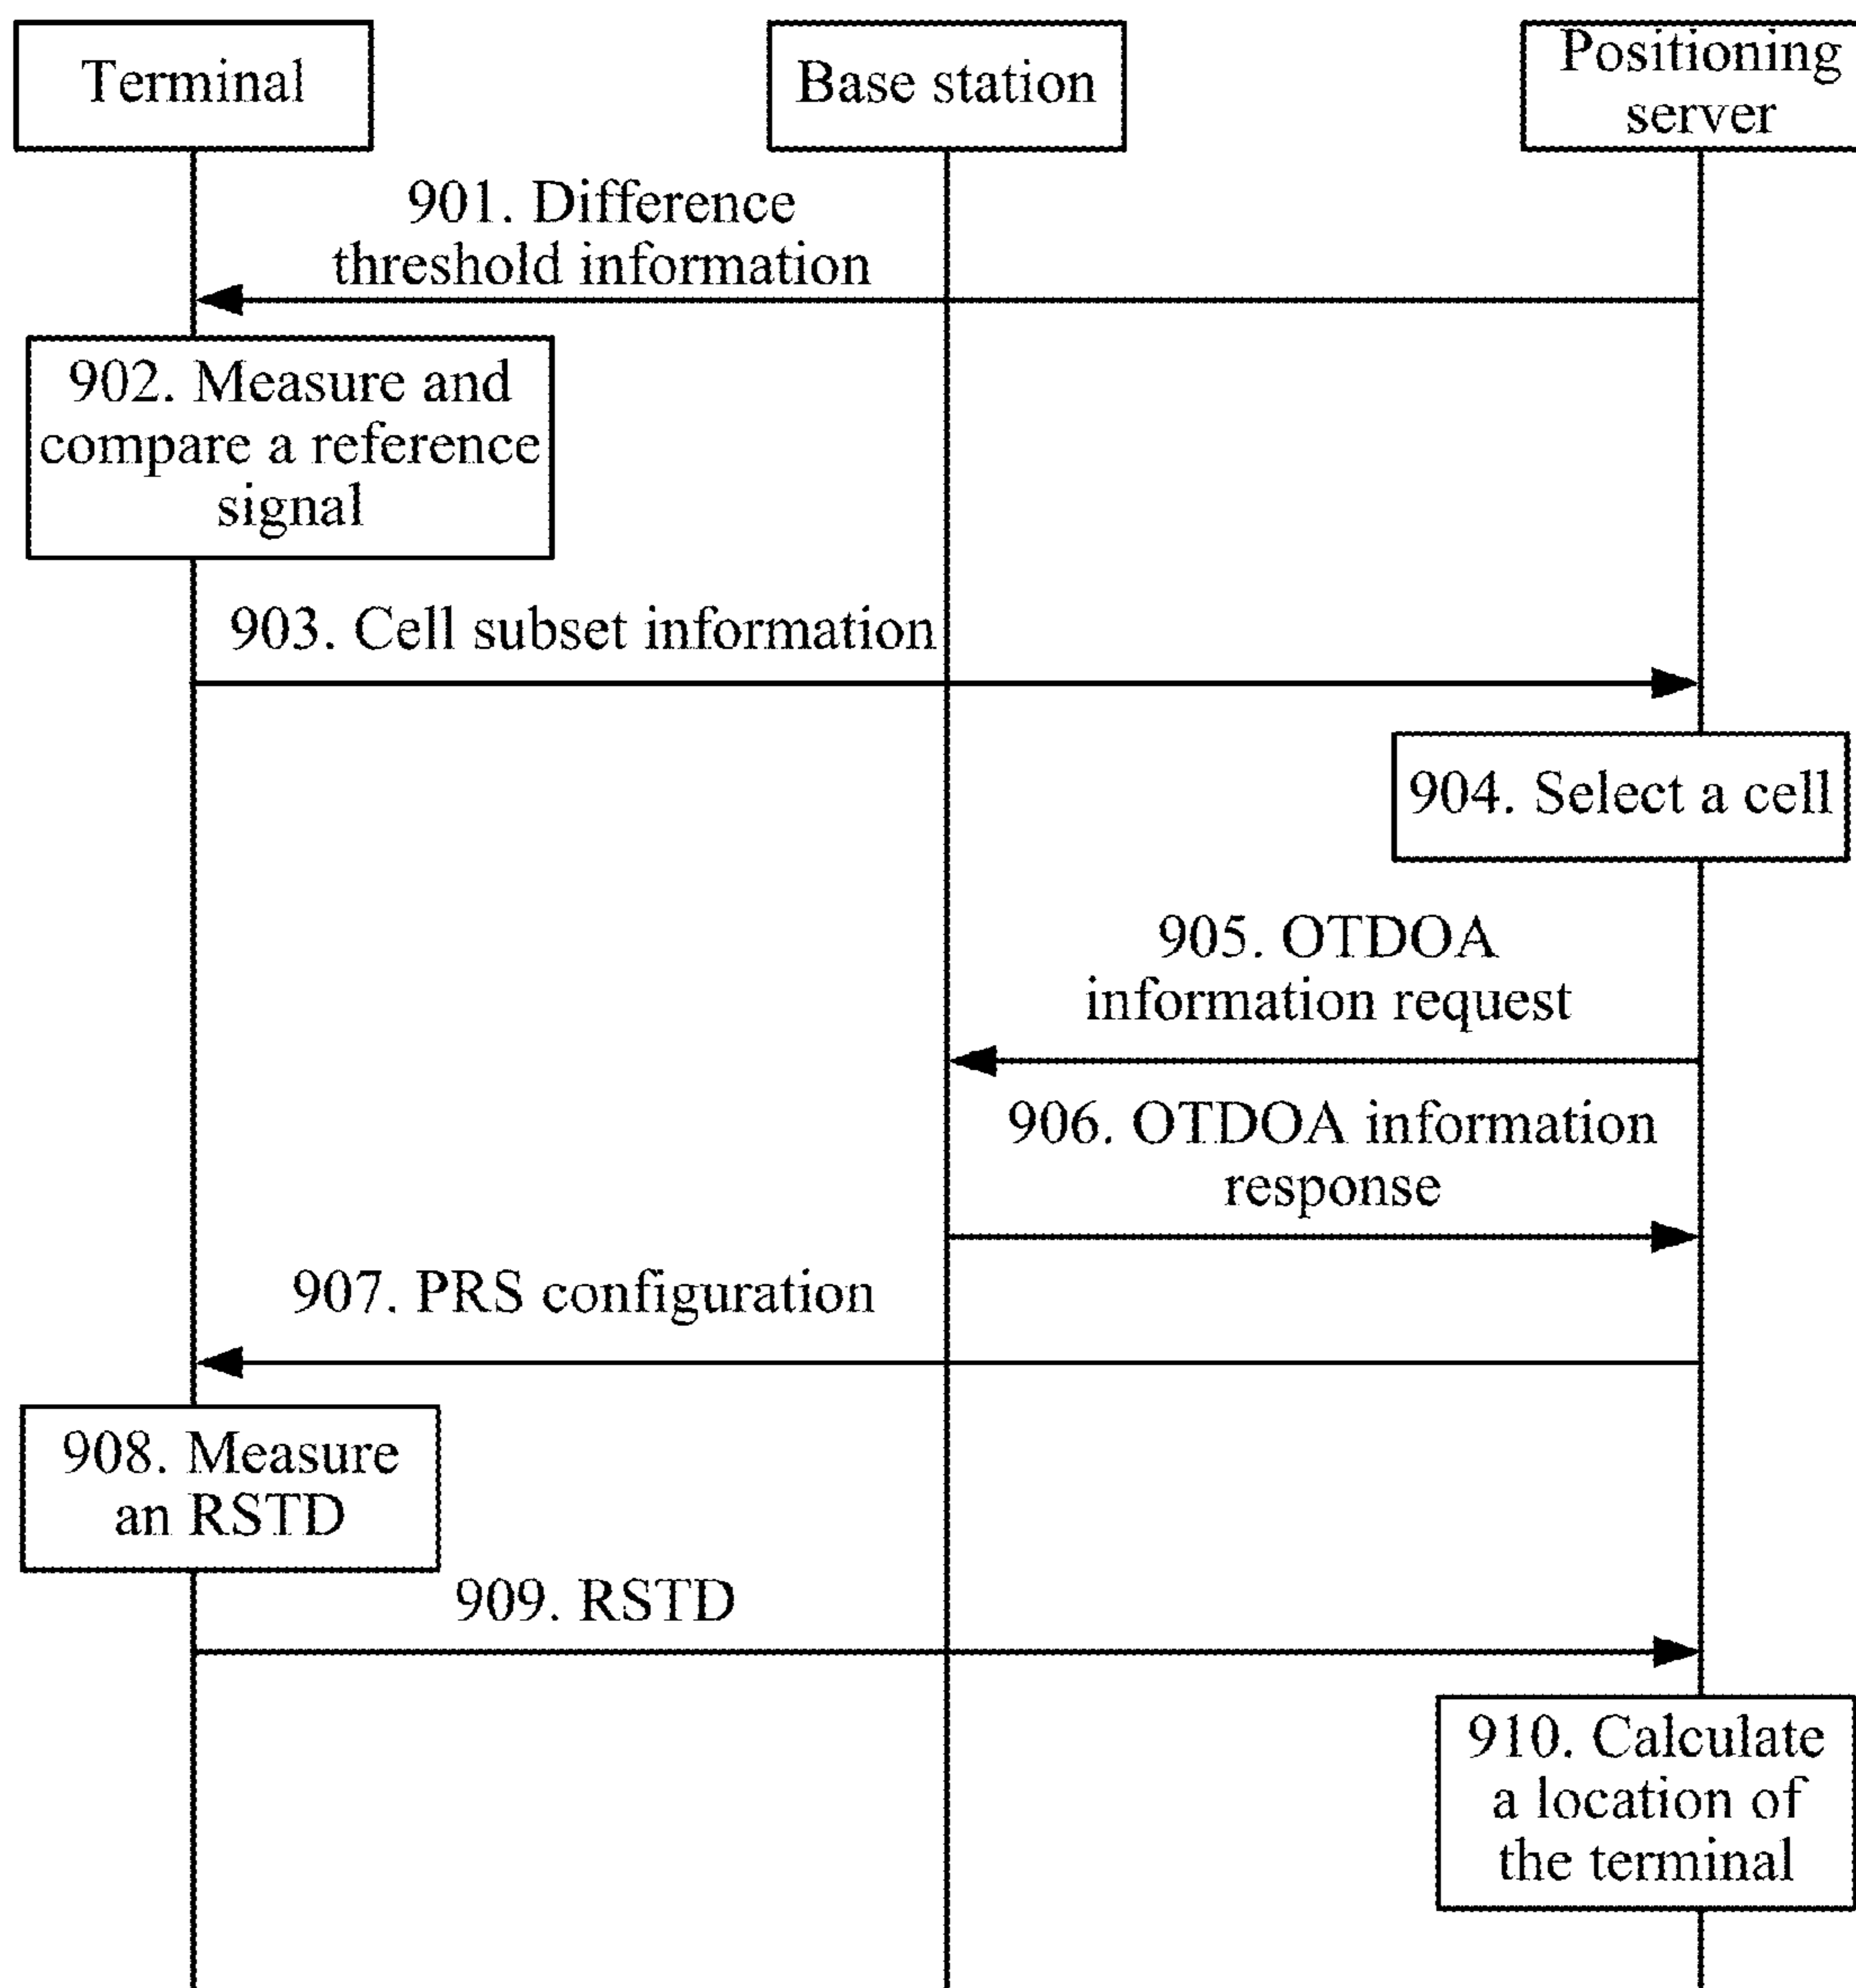 Terminal
Base station
Positioning
server
901. Difference
threshold information
902. Measure and
compare a reference
signal
903. Cell subset information
904. Select a cell
905. OTDOA
information request
906. OTDOA information
response
907. PRS configuration
908. Measure
an RSTD
909. RSTD
910. Calculate
a location of
the terminal